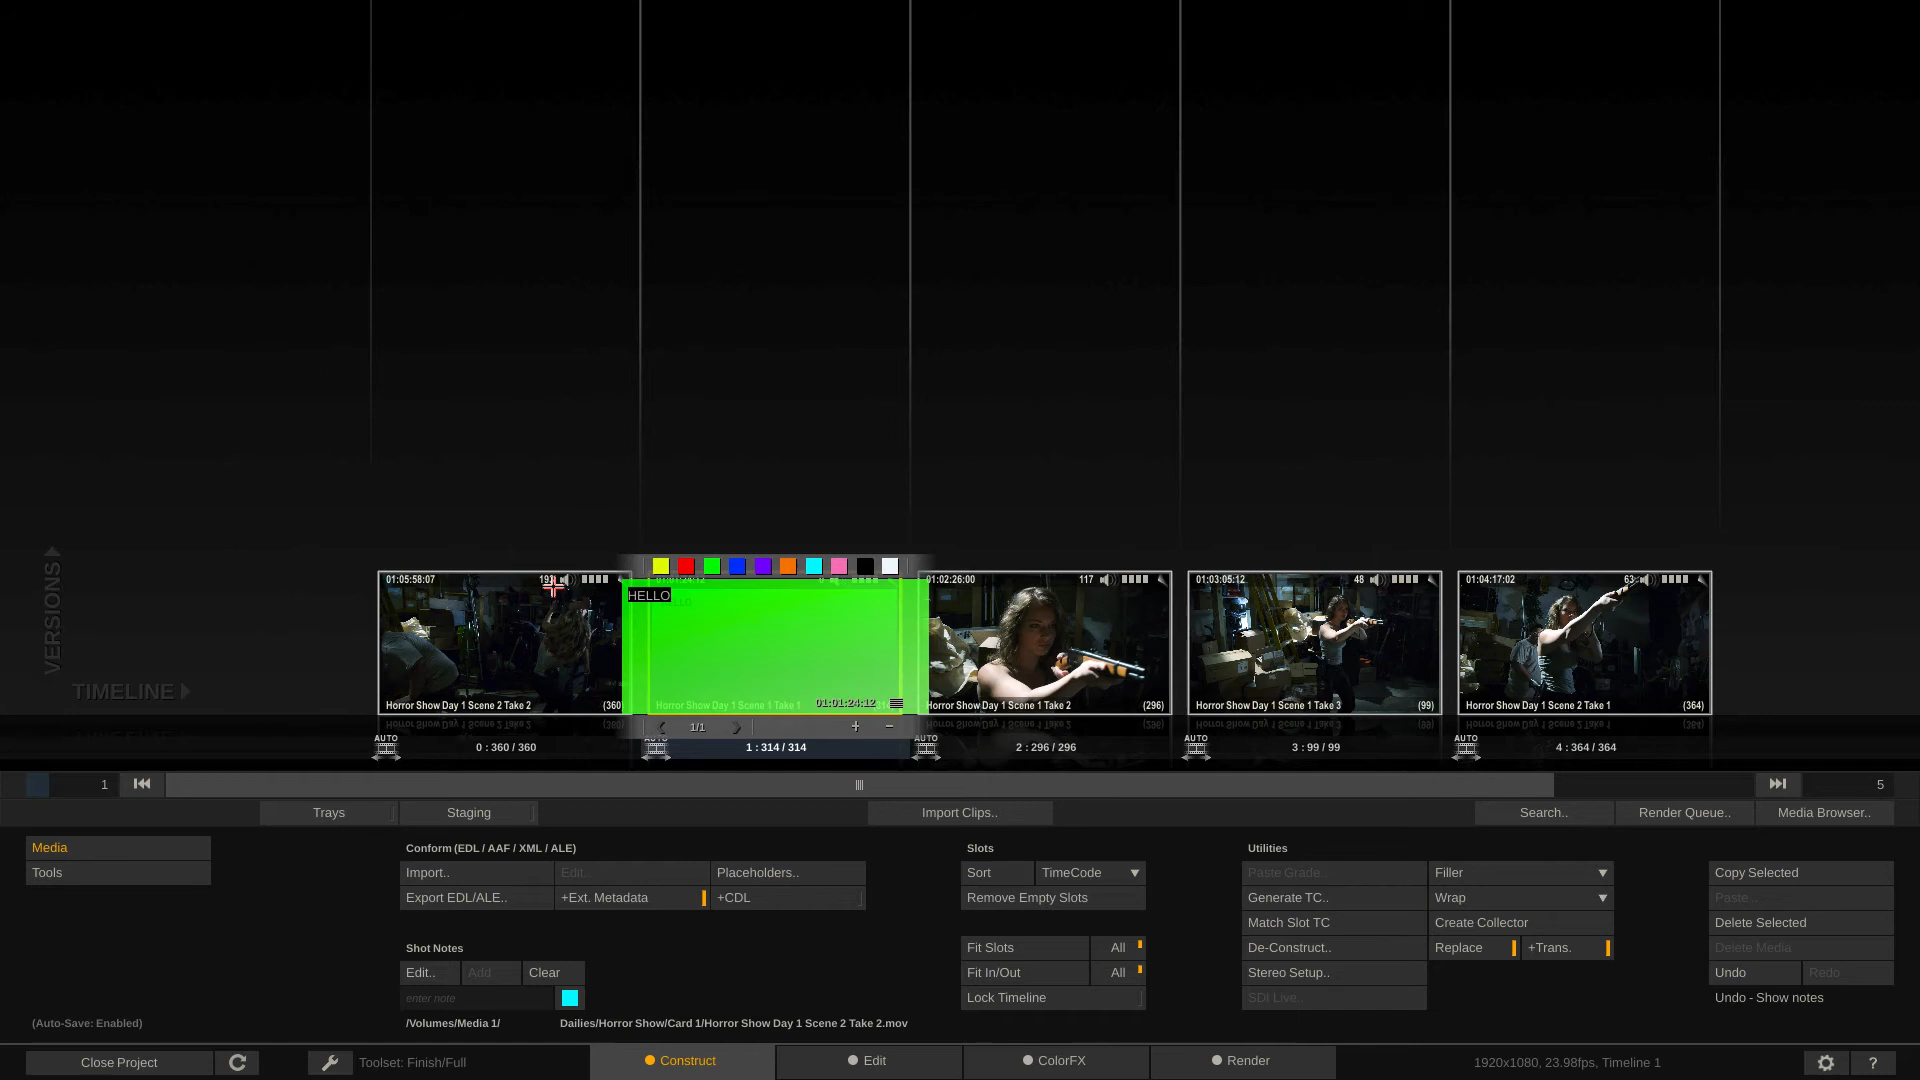 01:05:58:07
193
HELLO
01:01:24:12
01:02:26:00
117
01:03:05:12
48
01:04:17:02
63
VERSIONS
TIMELINE
Horror Show Day 1 Scene 2 Take 2
(360
Horror Show Day 1 Scene 1 Take 1
Horror Show Day 1 Scene 1 Take 2
(296)
Horror Show Day 1 Scene 1 Take 3
(99)
Horror Show Day 1 Scene 2 Take 1
(364)
1/1
+
−
AUTO
0 : 360 / 360
AUTO
1 : 314 / 314
AUTO
2 : 296 / 296
AUTO
3 : 99 / 99
AUTO
4 : 364 / 364
1
5
Trays
Staging
Import Clips..
Search..
Render Queue..
Media Browser..
Media
Tools
Conform (EDL / AAF / XML / ALE)
Import..
Edit..
Placeholders..
Export EDL/ALE..
+Ext. Metadata
+CDL
Shot Notes
Edit..
Add
Clear
enter note
Slots
Sort
TimeCode
Remove Empty Slots
Fit Slots
All
Fit In/Out
All
Lock Timeline
Utilities
Paste Grade..
Filler
Generate TC..
Wrap
Match Slot TC
Create Collector
De-Construct..
Replace
+Trans.
Stereo Setup..
SDI Live..
Copy Selected
Paste..
Delete Selected
Delete Media
Undo
Redo
Undo - Show notes
(Auto-Save: Enabled)
/Volumes/Media 1/
Dailies/Horror Show/Card 1/Horror Show Day 1 Scene 2 Take 2.mov
Close Project
Toolset: Finish/Full
Construct
Edit
ColorFX
Render
1920x1080, 23.98fps, Timeline 1
?